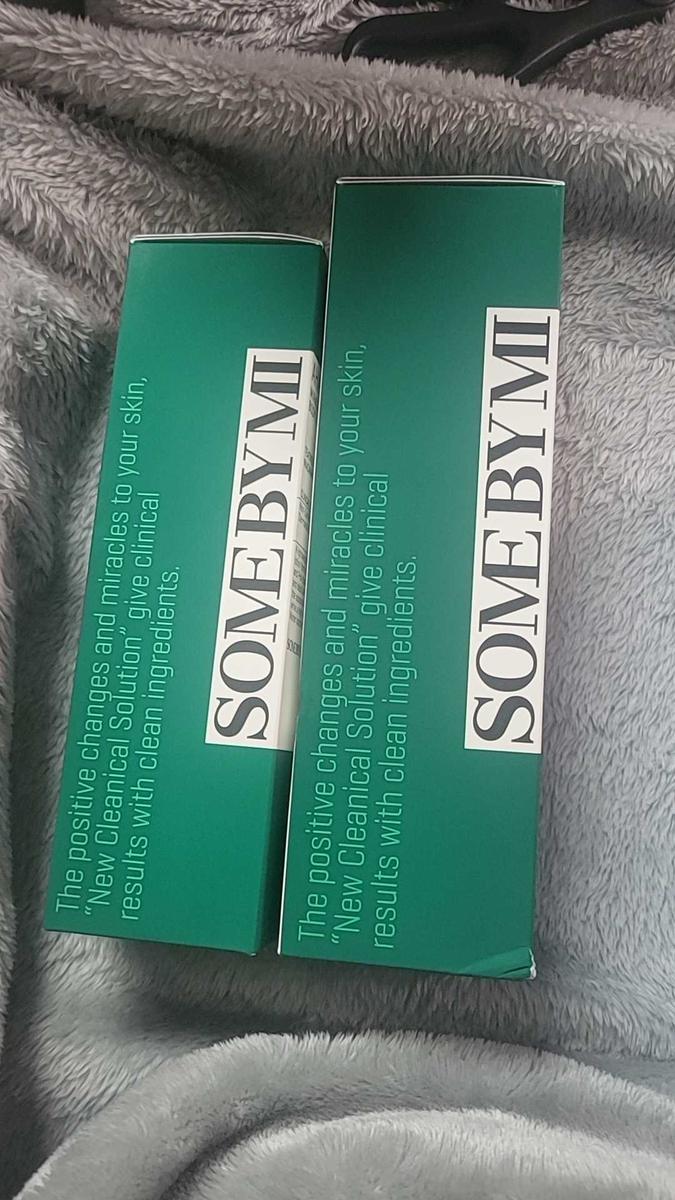 The positive changes and miracles to your skin,
"New Cleanical Solution" give clinical
results with clean ingredients.
SOMEBYMI
The positive changes and miracles to your skin,
"New Cleanical Solution" give clinical
results with clean ingredients.
SOMEBYMI